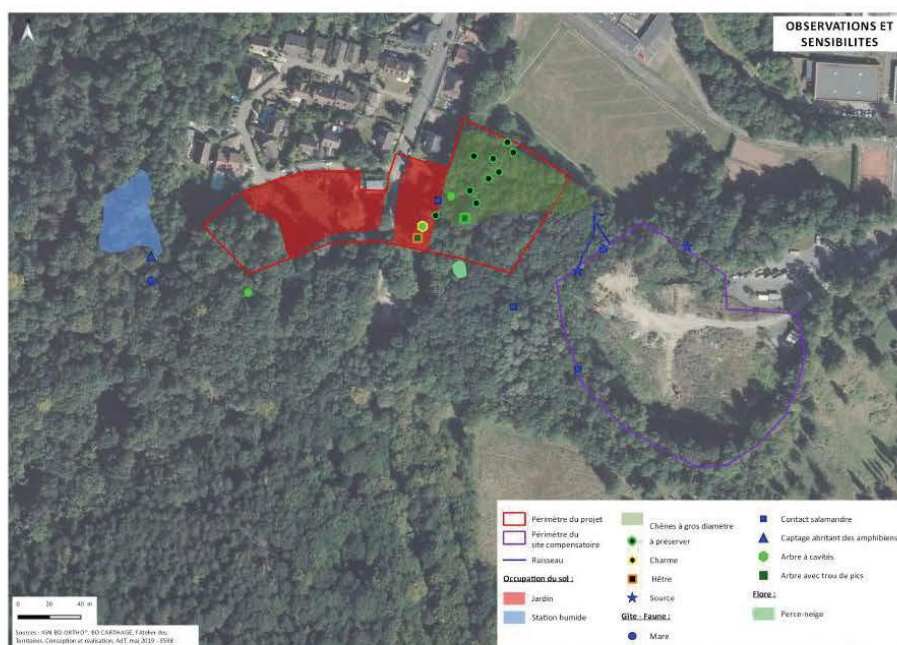 OBSERVATIONS ET
SENSIBILITES
Périmètre du projet
Périmètre du
site compensatoire
Ruisseau
Occupation du sol :
Jardin
Station humide
Chênes à gros diamètre
à préserver
Charme
Hêtre
Source
Gîte - Faune :
Mare
Contact salamandre
Captage abritant des amphibiens
Arbre à cavités
Arbre avec trou de pics
Flore :
Perce-neige
0 20 40 m
Sources : IGN BD ORTHO®, BD CARTHAGE, l'Atelier des
Territoires. Conception et réalisation, AdT, mai 2019 - 3598